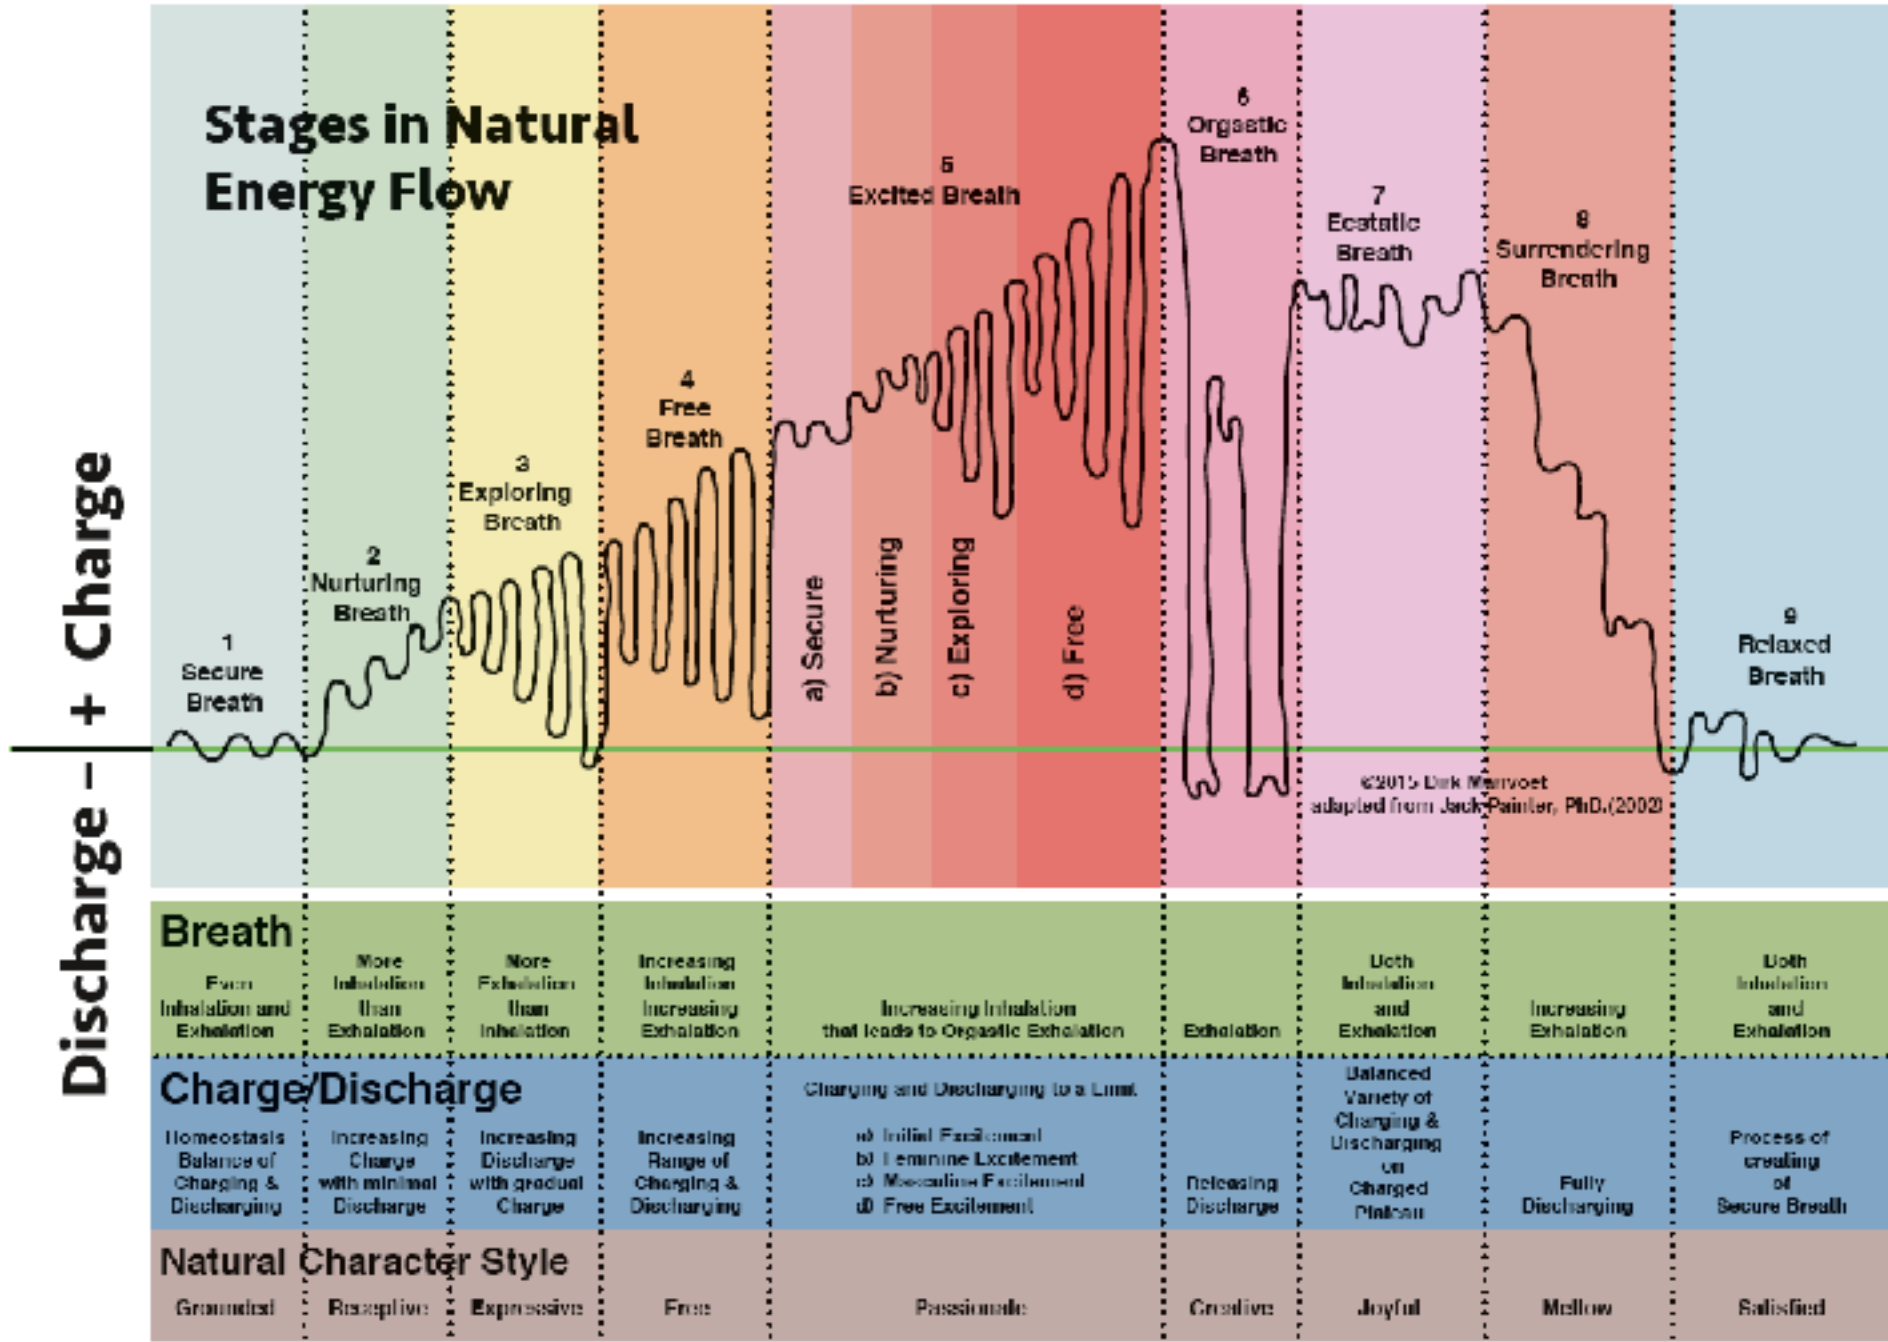 Stages in Natural
Energy Flow
Discharge – + Charge
1
Secure
Breath
2
Nurturing
Breath
3
Exploring
Breath
4
Free
Breath
5
Excited Breath
a) Secure
b) Nurturing
c) Exploring
d) Free
6
Orgastic
Breath
7
Ecstatic
Breath
8
Surrendering
Breath
9
Relaxed
Breath
©2015 Dirk Marivoet
adapted from Jack Painter, PhD.(2002)
Breath
Even
Inhalation and
Exhalation
More
Inhalation
than
Exhalation
More
Exhalation
than
Inhalation
Increasing
Inhalation
Increasing
Exhalation
Increasing Inhalation
that leads to Orgastic Exhalation
Exhalation
Both
Inhalation
and
Exhalation
Increasing
Exhalation
Both
Inhalation
and
Exhalation
Charge/Discharge
Homeostasis
Balance of
Charging &
Discharging
Increasing
Charge
with minimal
Discharge
Increasing
Discharge
with gradual
Charge
Increasing
Range of
Charging &
Discharging
Charging and Discharging to a Limit
a) Initial Excitement
b) Feminine Excitement
c) Masculine Excitement
d) Free Excitement
Releasing
Discharge
Balanced
Variety of
Charging &
Discharging
on
Charged
Plateau
Fully
Discharging
Process of
creating
of
Secure Breath
Natural Character Style
Grounded
Receptive
Expressive
Free
Passionate
Creative
Joyful
Mellow
Satisfied